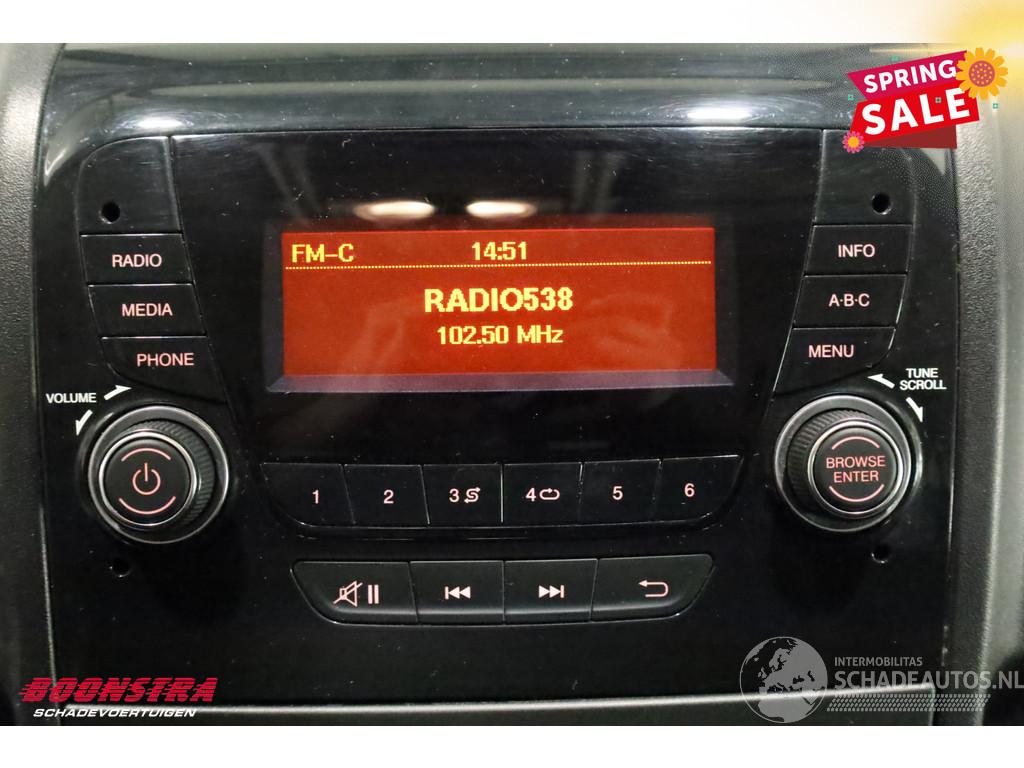 SPRING
SALE
RADIO
MEDIA
PHONE
VOLUME
FM-C 14:51
RADIO538
102.50 MHz
INFO
A·B·C
MENU
TUNE
SCROLL
BROWSE
ENTER
1 2 3 4 5 6
BOONSTRA
SCHADEVOERTUIGEN
INTERMOBILITAS
SCHADEAUTOS.NL